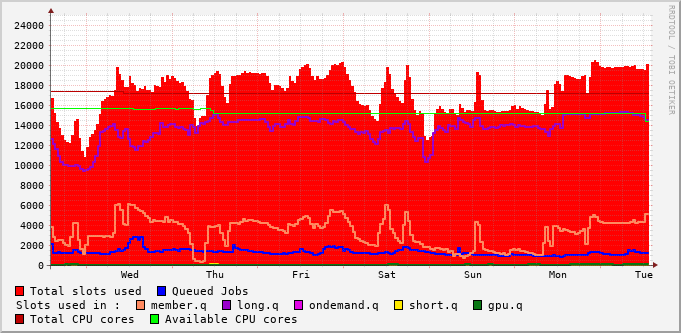 24000
22000
20000
18000
16000
14000
12000
10000
8000
6000
4000
2000
0
Wed Thu Fri Sat Sun Mon Tue
RRDTOOL / TOBI OETIKER
Total slots used Queued Jobs
Slots used in : member.q long.q ondemand.q short.q gpu.q
Total CPU cores Available CPU cores